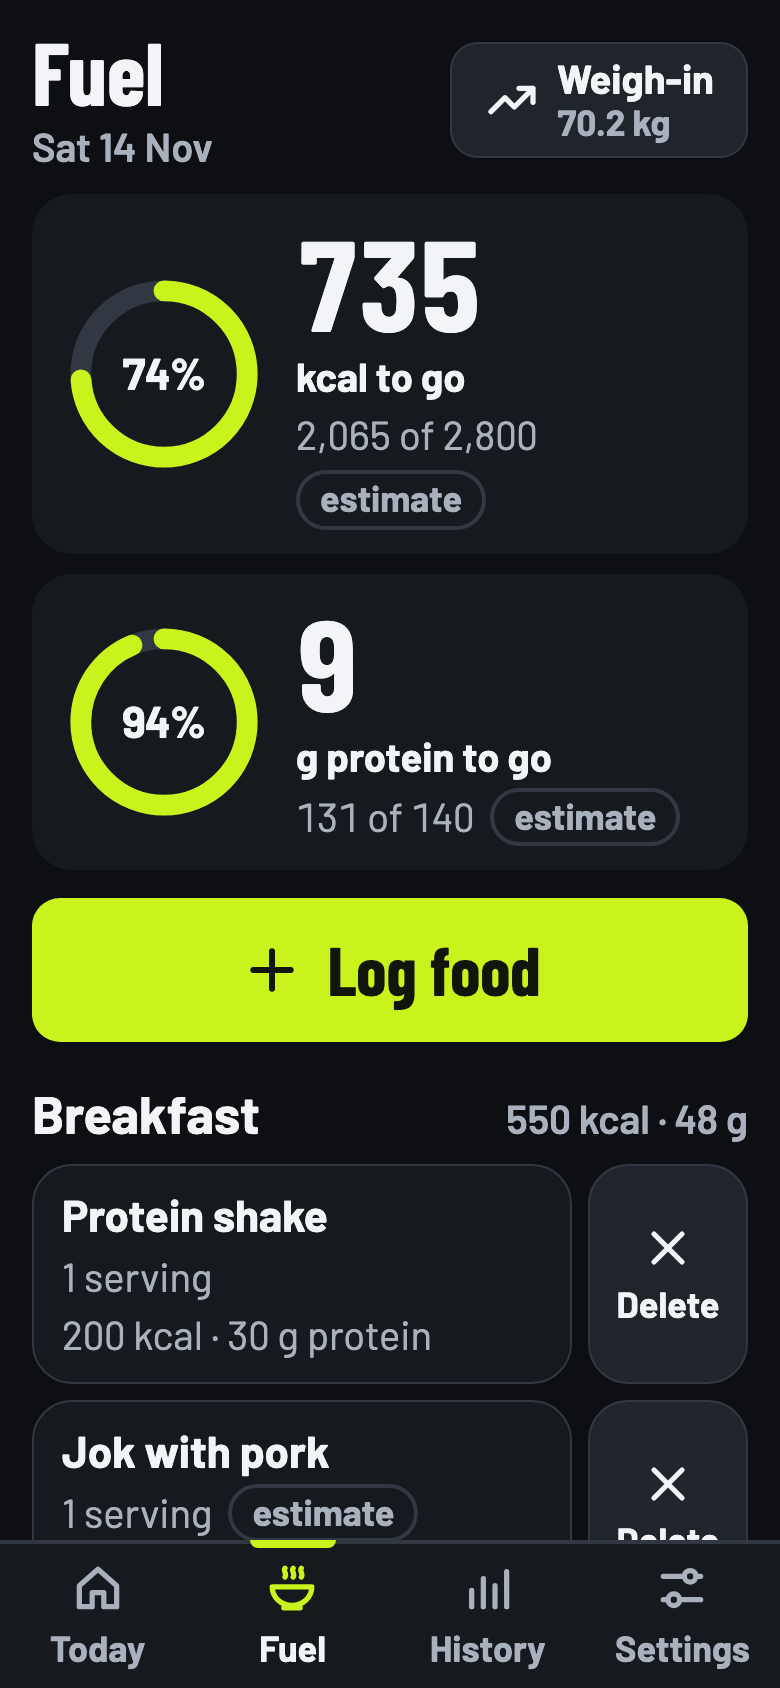 Fuel
Sat 14 Nov
Weigh-in
70.2 kg
74%
735
kcal to go
2,065 of 2,800
estimate
94%
9
g protein to go
131 of 140 estimate
Log food
Breakfast
550 kcal · 48 g
Protein shake
1 serving
200 kcal · 30 g protein
Delete
Jok with pork
1 serving estimate
Delete
Today
Fuel
History
Settings